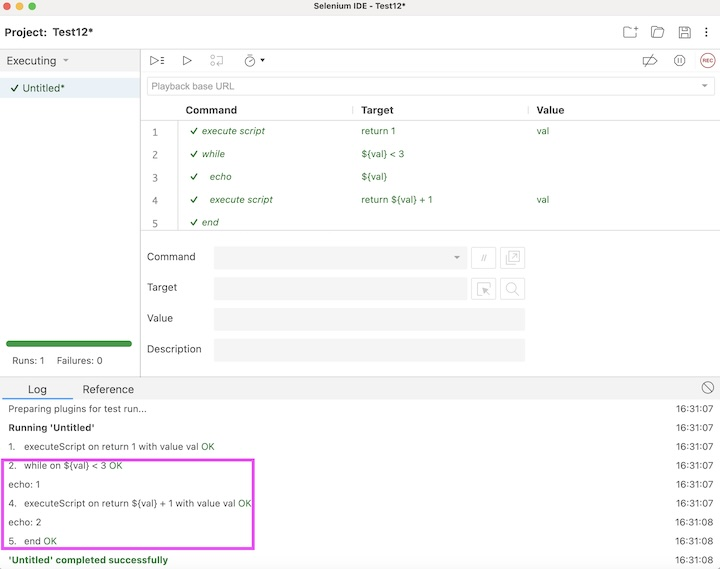 Selenium IDE - Test12*
Project: Test12*
Executing
✓ Untitled*
REC
Playback base URL
Command Target Value
1 ✓ execute script return 1 val
2 ✓ while ${val} < 3
3 ✓ echo ${val}
4 ✓ execute script return ${val} + 1 val
5 ✓ end
Command //
Target
Value
Description
Runs: 1 Failures: 0
Log Reference
Preparing plugins for test run... 16:31:07
Running 'Untitled' 16:31:07
1. executeScript on return 1 with value val OK 16:31:07
2. while on ${val} < 3 OK 16:31:07
echo: 1 16:31:07
4. executeScript on return ${val} + 1 with value val OK 16:31:07
echo: 2 16:31:08
5. end OK 16:31:08
'Untitled' completed successfully 16:31:08